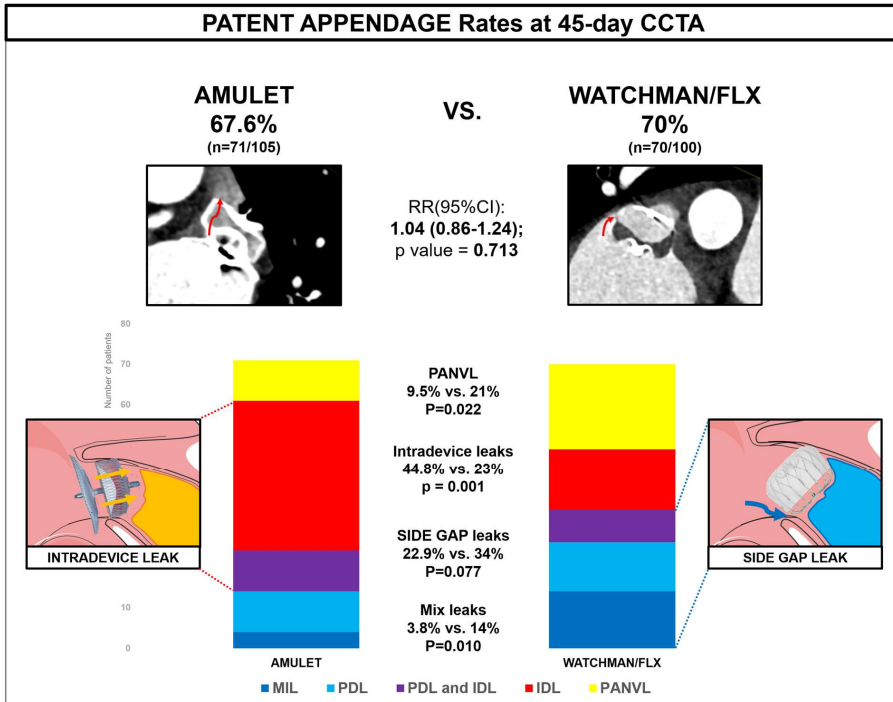 PATENT APPENDAGE Rates at 45-day CCTA
AMULET
67.6%
(n=71/105)
VS.
WATCHMAN/FLX
70%
(n=70/100)
RR(95%CI):
1.04 (0.86-1.24);
p value = 0.713
Number of patients
80
70
60
10
0
PANVL
9.5% vs. 21%
P=0.022
Intradevice leaks
44.8% vs. 23%
p = 0.001
SIDE GAP leaks
22.9% vs. 34%
P=0.077
Mix leaks
3.8% vs. 14%
P=0.010
INTRADEVICE LEAK
SIDE GAP LEAK
AMULET
WATCHMAN/FLX
MIL PDL PDL and IDL IDL PANVL